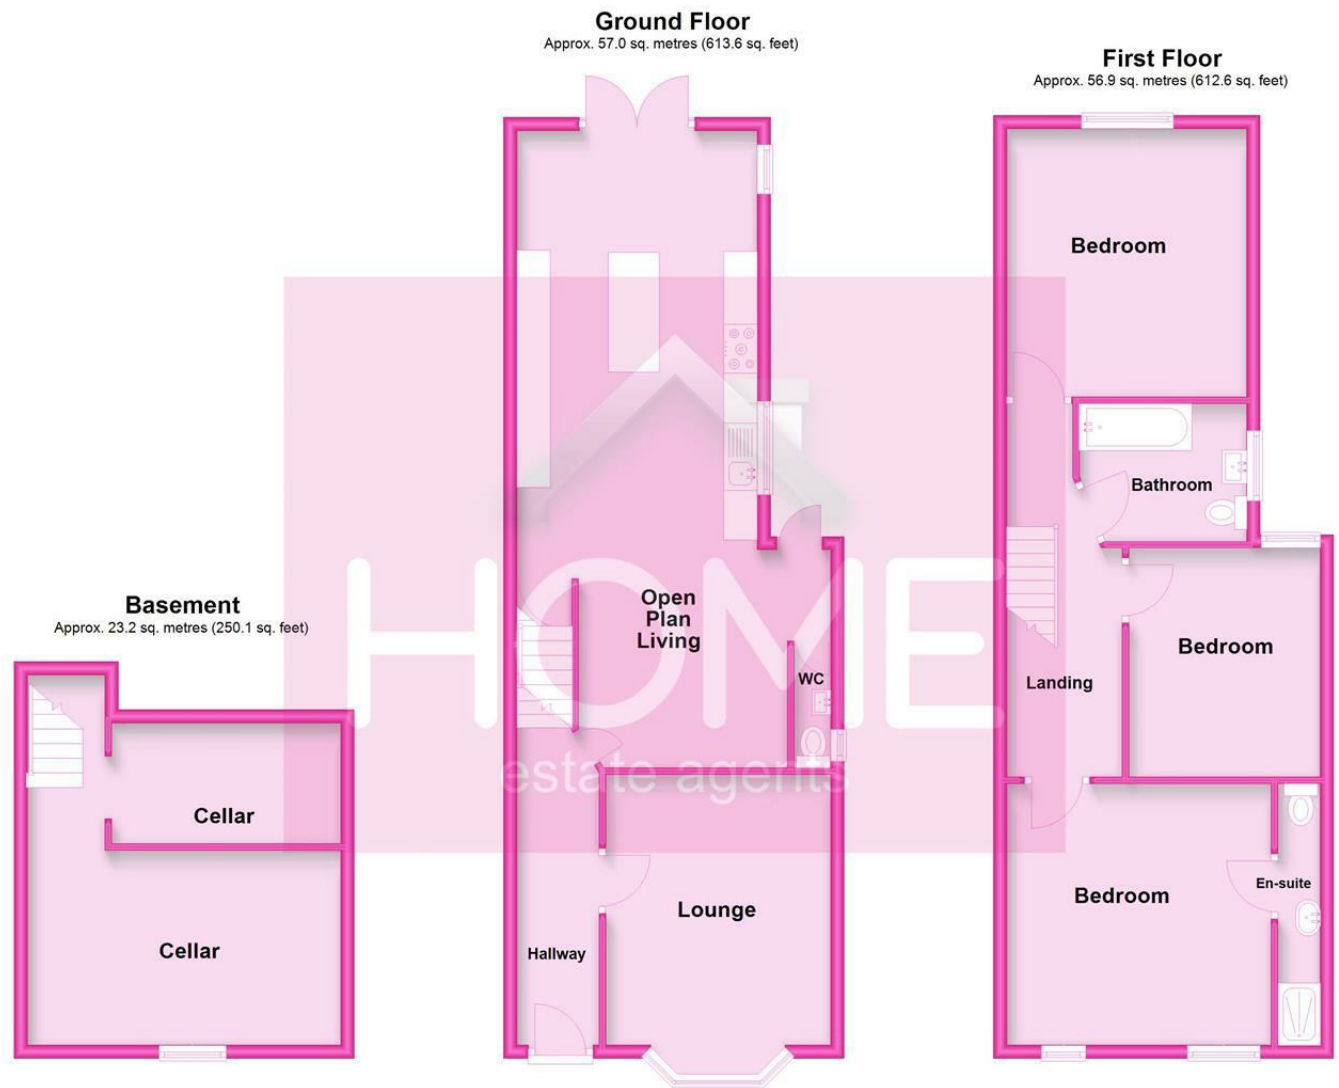 Ground Floor
Approx. 57.0 sq. metres (613.6 sq. feet)
First Floor
Approx. 56.9 sq. metres (612.6 sq. feet)
Bedroom
Bathroom
Open
Plan
Living
WC
Bedroom
Landing
Basement
Approx. 23.2 sq. metres (250.1 sq. feet)
Cellar
Cellar
Lounge
Hallway
Bedroom
En-suite
HOME
estate agents